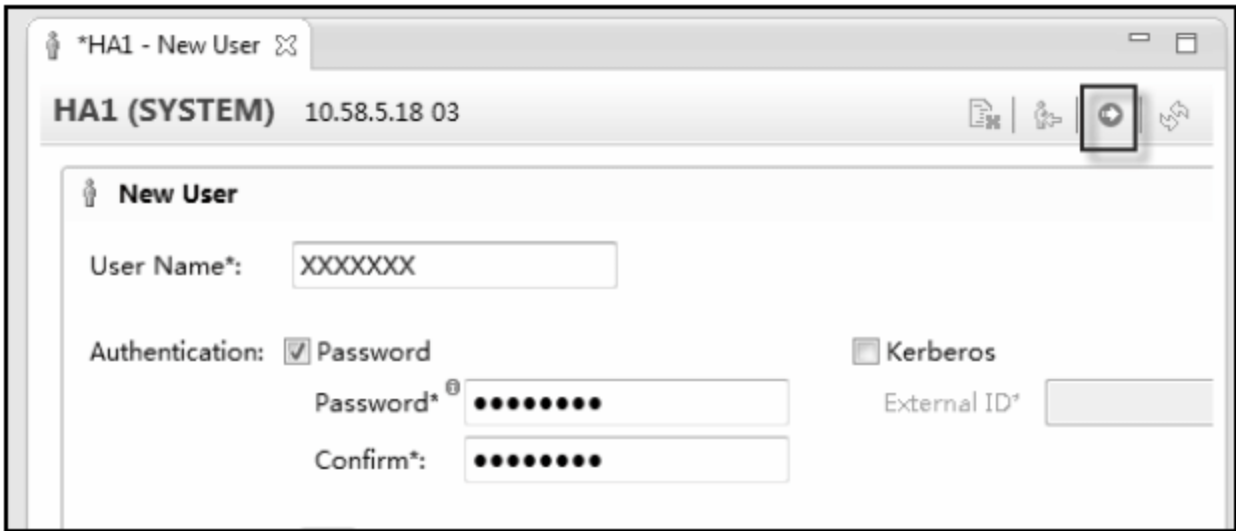 *HA1 - New User
HA1 (SYSTEM) 10.58.5.18 03
New User
User Name*: XXXXXXX
Authentication: Password Kerberos
Password* ●●●●●●●● External ID*
Confirm*: ●●●●●●●●